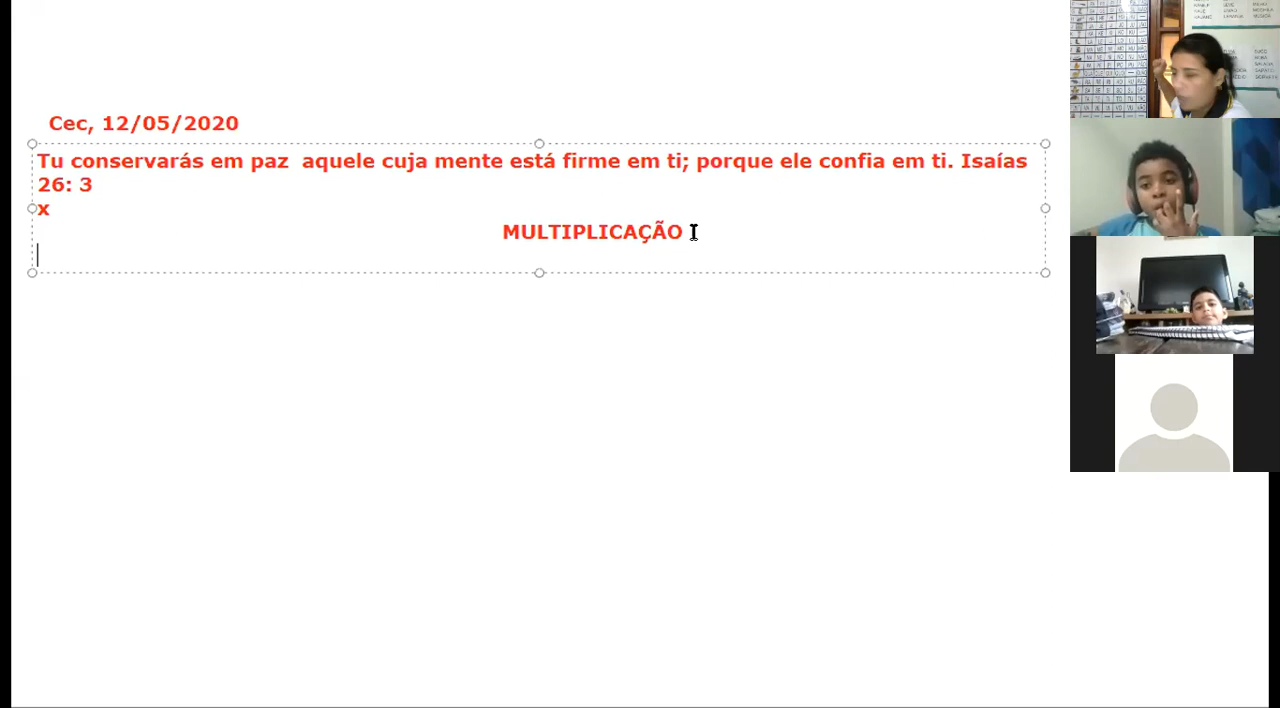 Cec, 12/05/2020
Tu conservarás em paz  aquele cuja mente está firme em ti; porque ele confia em ti. Isaías
26: 3
x
MULTIPLICAÇÃO